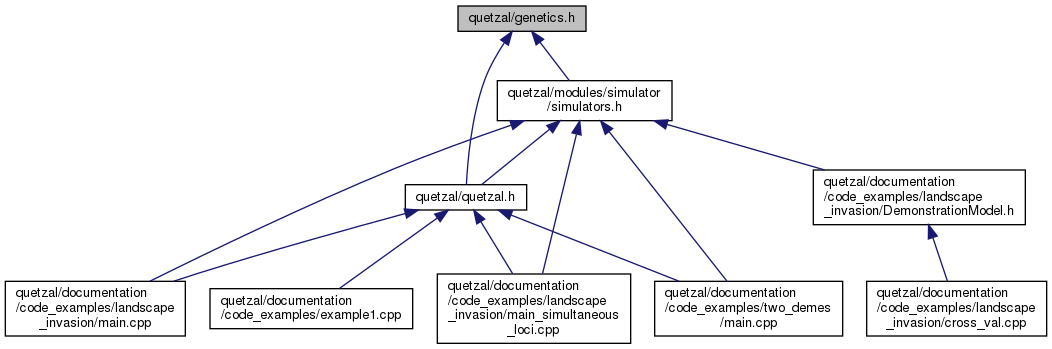 quetzal/genetics.h
quetzal/modules/simulator
/simulators.h
quetzal/quetzal.h
quetzal/documentation
/code_examples/landscape
_invasion/DemonstrationModel.h
quetzal/documentation
/code_examples/landscape
_invasion/main.cpp
quetzal/documentation
/code_examples/example1.cpp
quetzal/documentation
/code_examples/landscape
_invasion/main_simultaneous
_loci.cpp
quetzal/documentation
/code_examples/two_demes
/main.cpp
quetzal/documentation
/code_examples/landscape
_invasion/cross_val.cpp